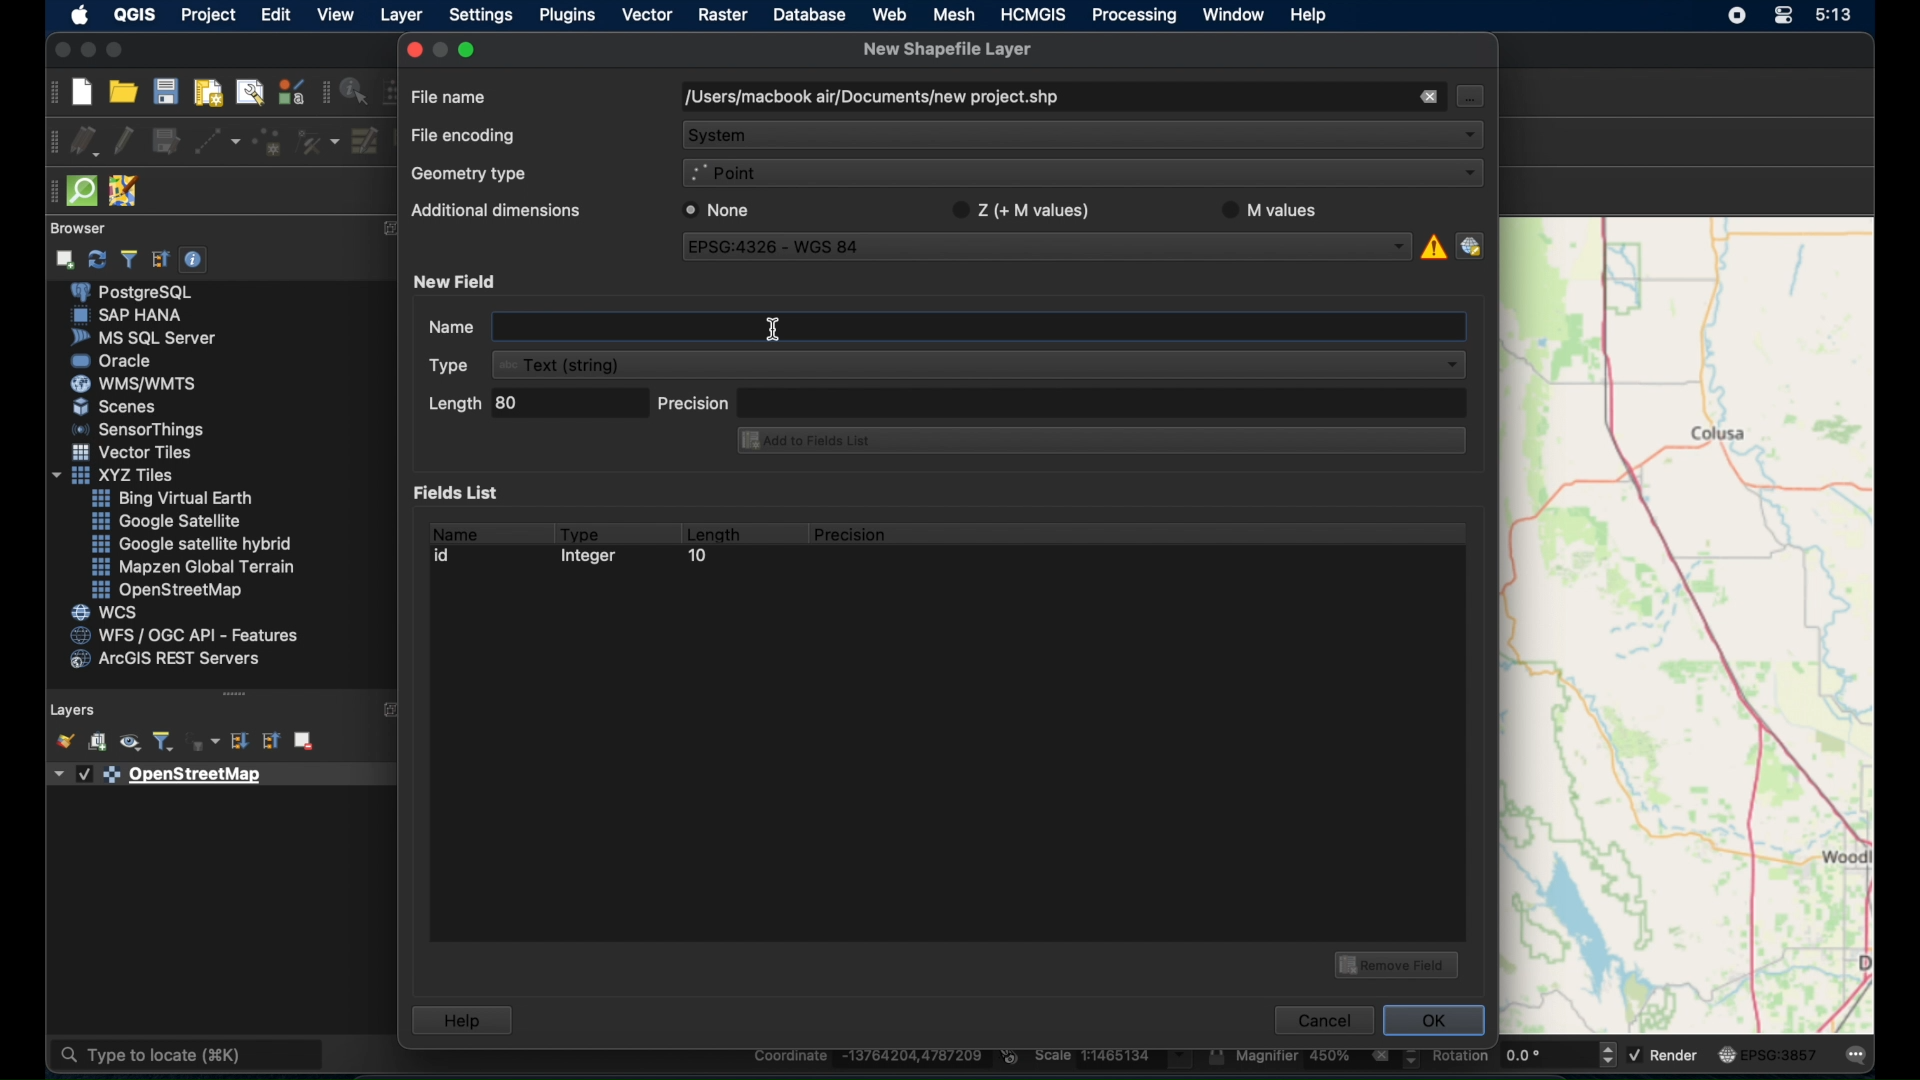 QGIS Project Edit View Layer Settings Plugins Vector Raster Database Web Mesh HCMGIS Processing Window Help 5:13
New Shapefile Layer
File name /Users/macbook air/Documents/new project.shp ...
File encoding System
Geometry type Point
Additional dimensions None Z (+ M values) M values
EPSG:4326 - WGS 84
New Field
Name
Type abc Text (string)
Length 80 Precision
Add to Fields List
Fields List
Name Type Length Precision
id Integer 10
Remove Field
Help Cancel OK
Browser
PostgreSQL
SAP HANA
MS SQL Server
Oracle
WMS/WMTS
Scenes
SensorThings
Vector Tiles
XYZ Tiles
Bing Virtual Earth
Google Satellite
Google satellite hybrid
Mapzen Global Terrain
OpenStreetMap
WCS
WFS / OGC API - Features
ArcGIS REST Servers
Layers
OpenStreetMap
Colusa
Woodl
D
Type to locate (⌘K) Coordinate -13764204,4787209 Scale 1:1465134 Magnifier 450% Rotation 0.0 ° Render EPSG:3857